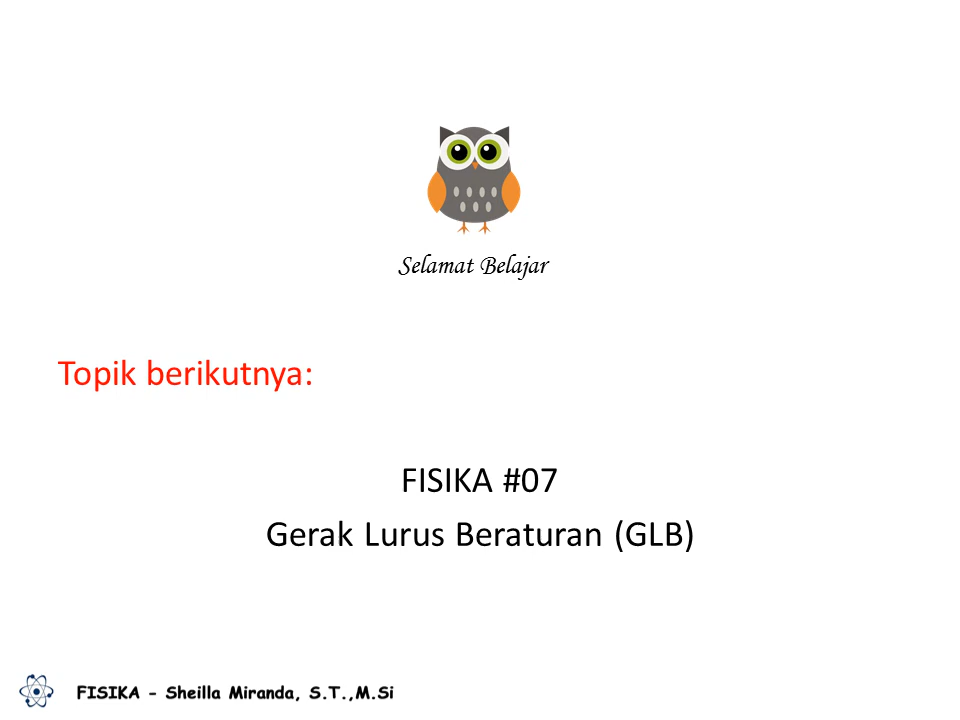 Selamat Belajar
Topik berikutnya:
FISIKA #07
Gerak Lurus Beraturan (GLB)
FISIKA - Sheilla Miranda, S.T.,M.Si